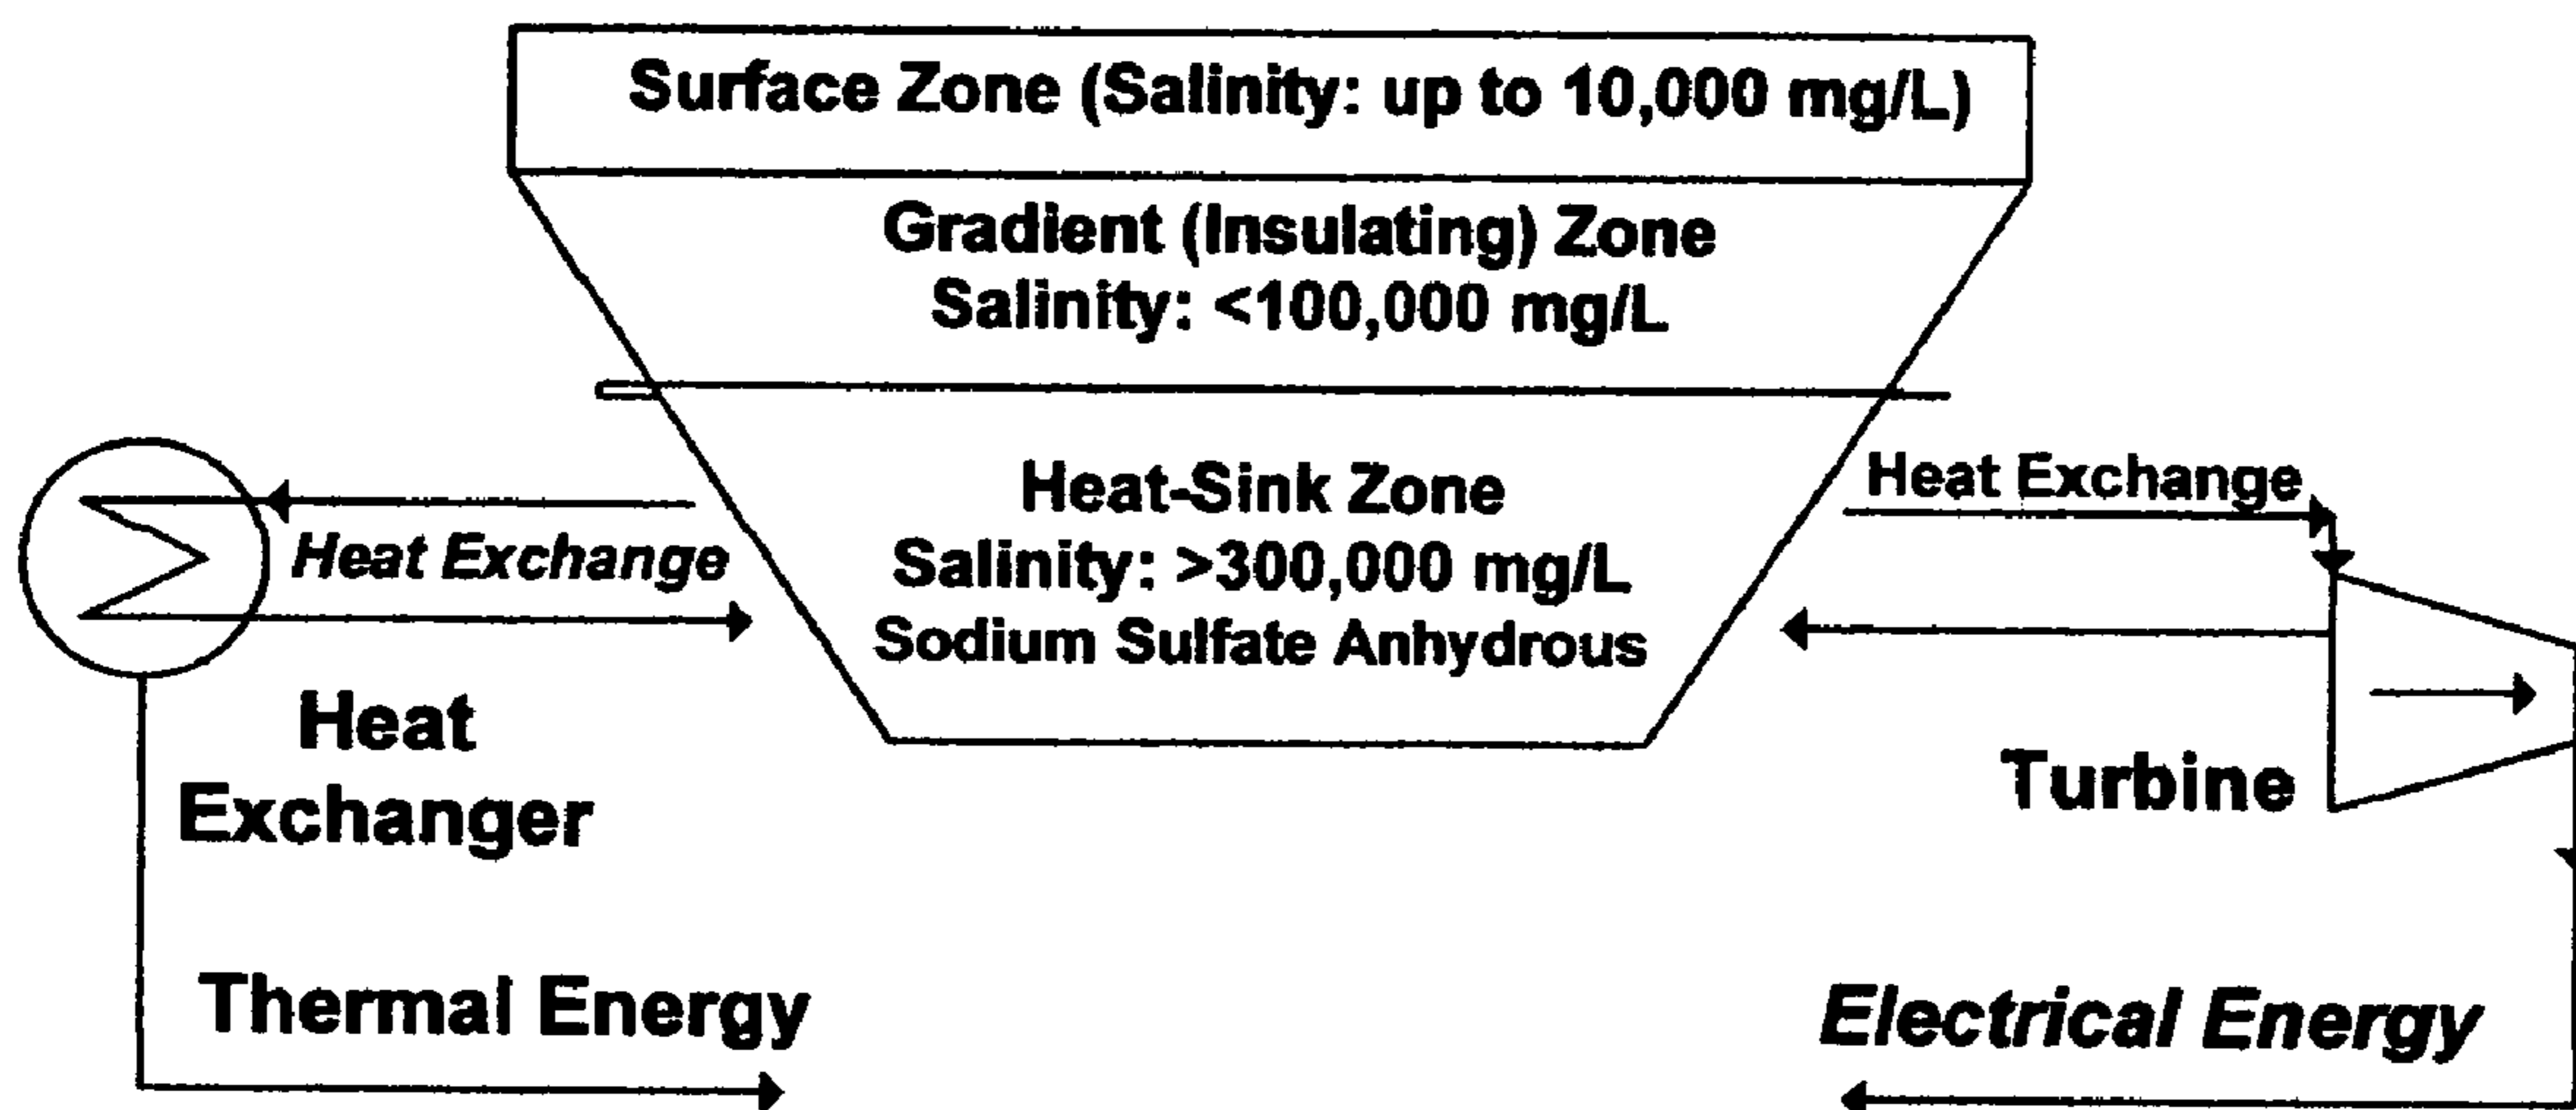 Surface Zone (Salinity: up to 10,000 mg/L)
Gradient (Insulating) Zone
Salinity: <100,000 mg/L
Heat-Sink Zone
Salinity: >300,000 mg/L
Sodium Sulfate Anhydrous
Heat Exchange
Heat Exchange
Heat
Exchanger
Turbine
Thermal Energy
Electrical Energy